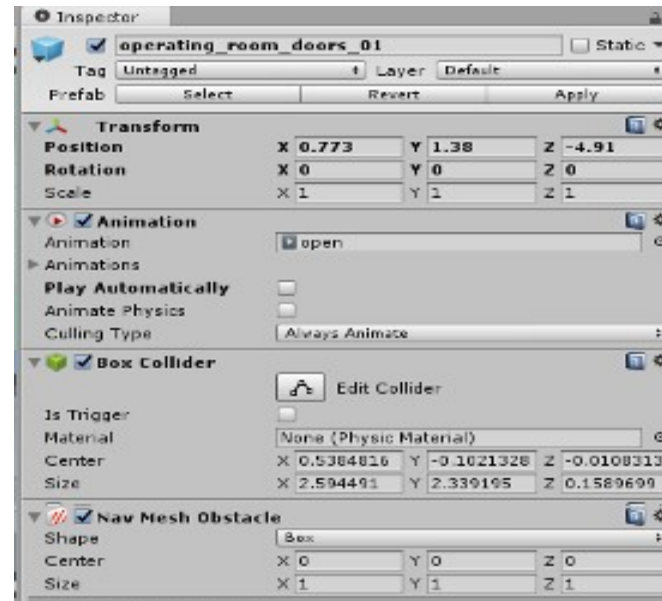 Inspector
operating_room_doors_01 Static
Tag Untagged Layer Default
Prefab Select Revert Apply
Transform
Position X 0.773 Y 1.38 Z -4.91
Rotation X 0 Y 0 Z 0
Scale X 1 Y 1 Z 1
Animation
Animation open
Animations
Play Automatically
Animate Physics
Culling Type Always Animate
Box Collider
Edit Collider
Is Trigger
Material None (Physic Material)
Center X 0.5384816 Y -0.1021328 Z -0.0108313
Size X 2.594491 Y 2.339195 Z 0.1589699
Nav Mesh Obstacle
Shape Box
Center X 0 Y 0 Z 0
Size X 1 Y 1 Z 1